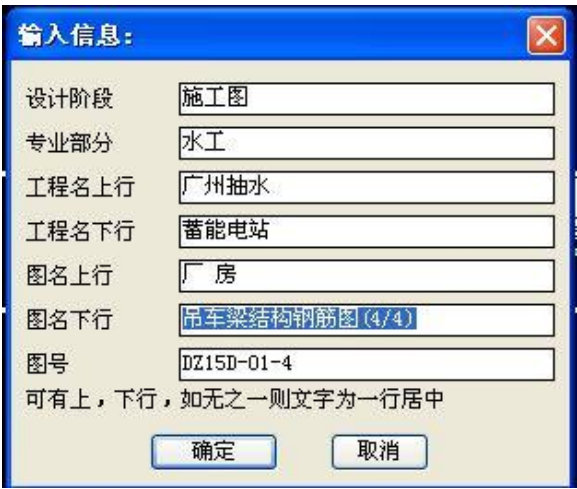 输入信息:
设计阶段 施工图
专业部分 水工
工程名上行 广州抽水
工程名下行 蓄能电站
图名上行 厂 房
图名下行 吊车梁结构钢筋图(4/4)
图号 DZ15D-01-4
可有上,下行,如无之一则文字为一行居中
确定 取消